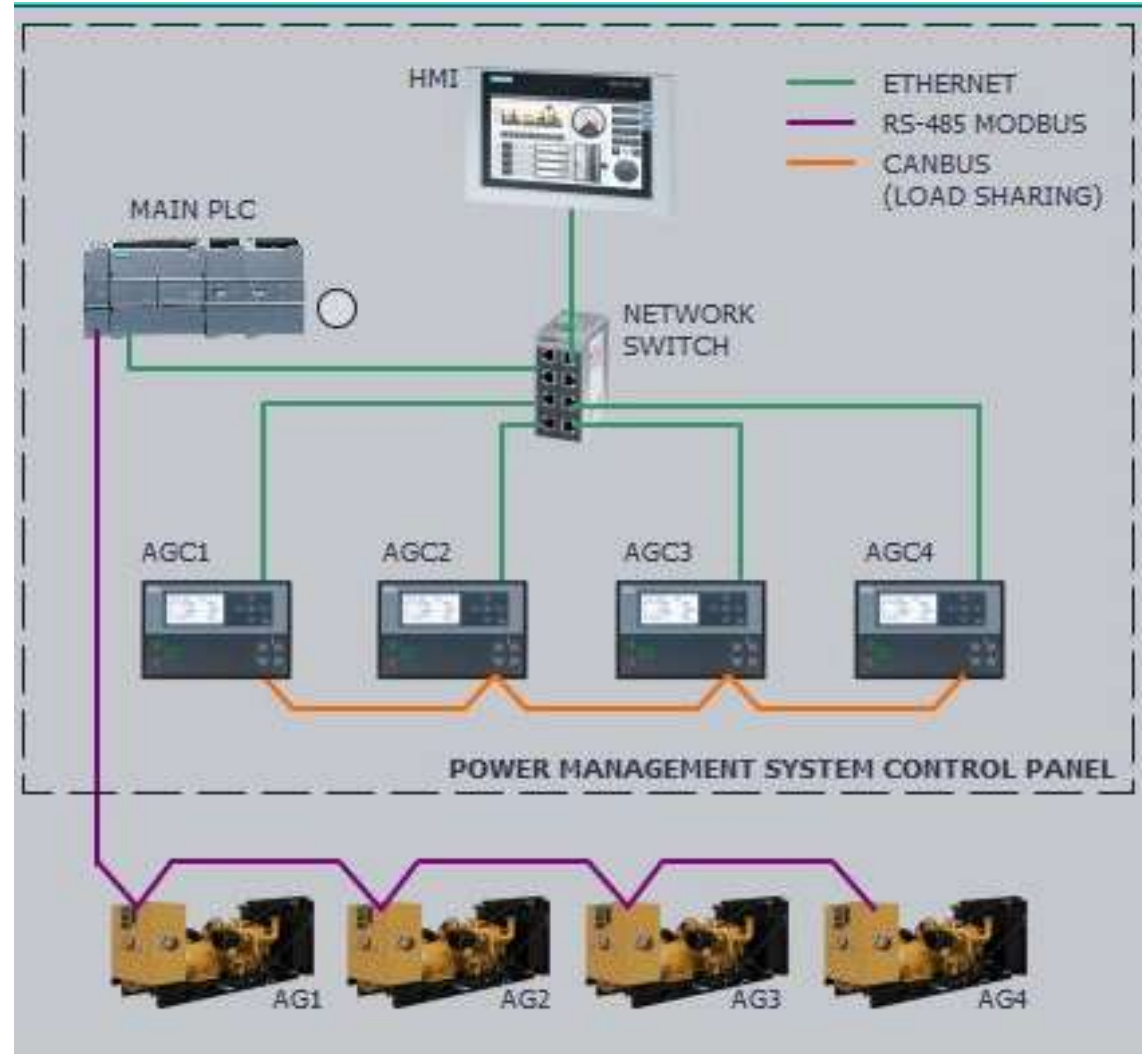 HMI
ETHERNET
RS-485 MODBUS
CANBUS
(LOAD SHARING)
MAIN PLC
NETWORK
SWITCH
AGC1
AGC2
AGC3
AGC4
POWER MANAGEMENT SYSTEM CONTROL PANEL
AG1
AG2
AG3
AG4